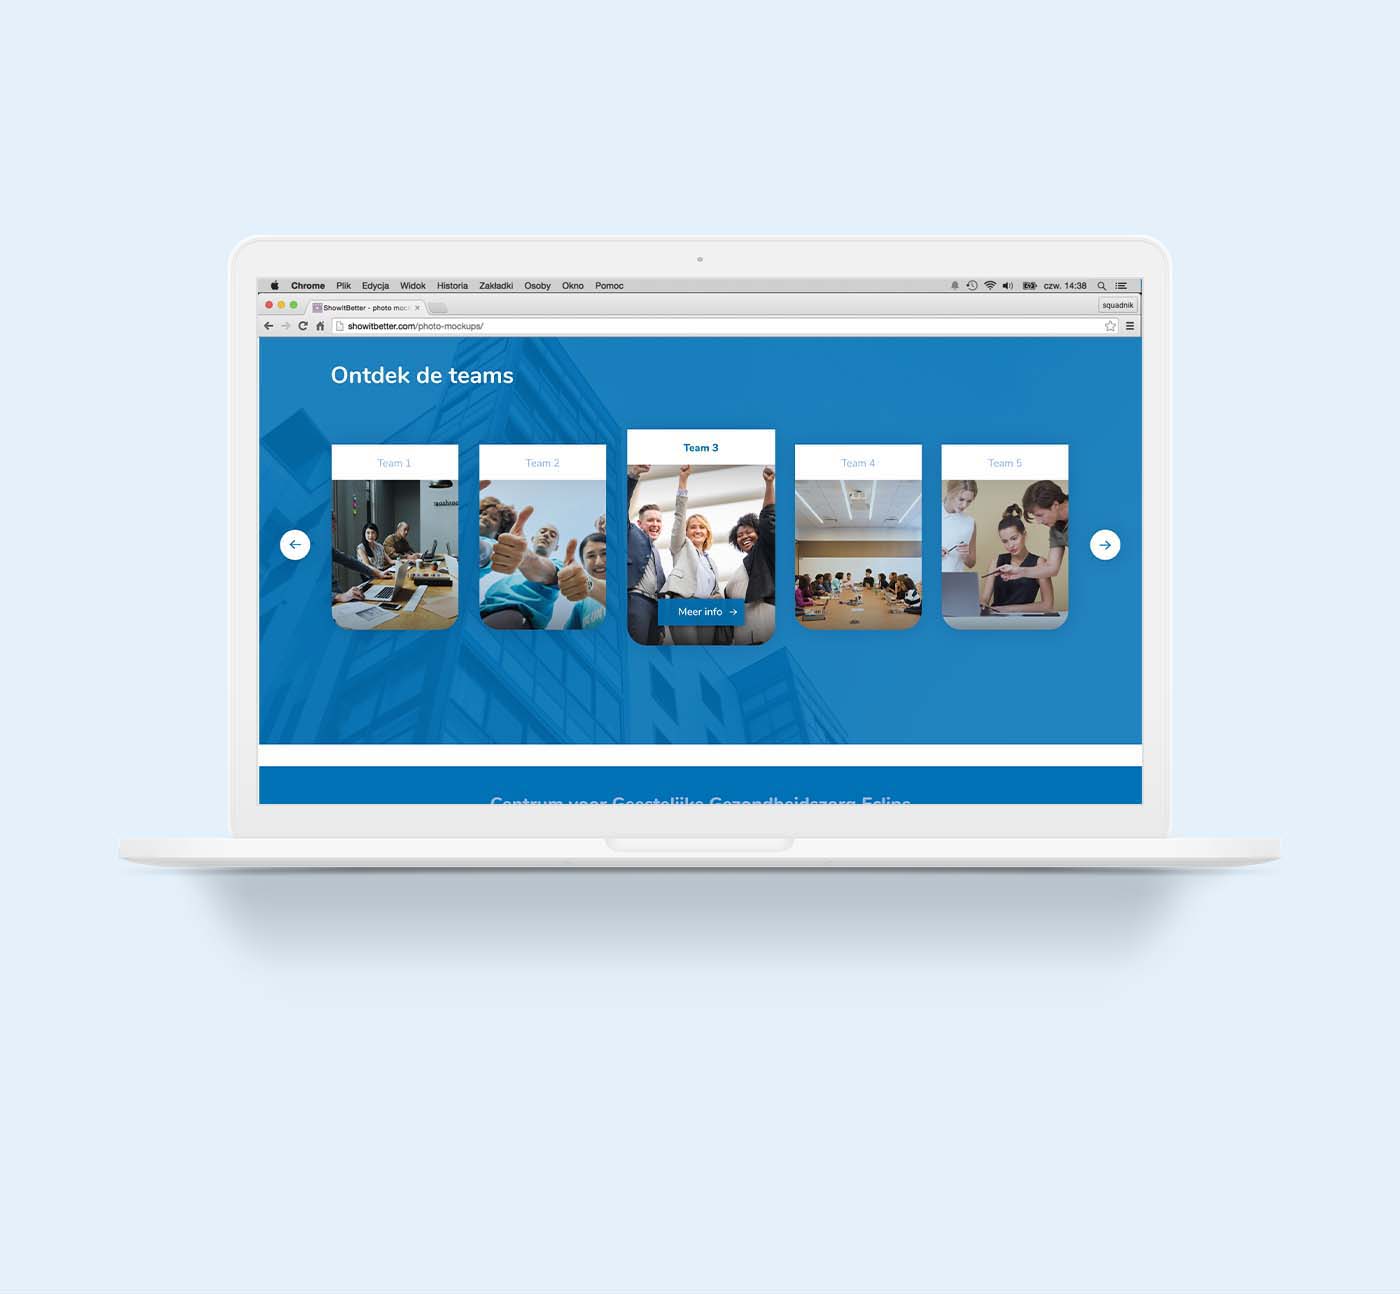 Chrome Plik Edycja Widok Historia Zakładki Osoby Okno Pomoc czw. 14:38
ShowItBetter - photo moc
squadnik
showitbetter.com/photo-mockups/
Ontdek de teams
Team 1
Team 2
Team 3
Team 4
Team 5
Meer info
Centrum voor Geestelijke Gezondheidszorg Eclips